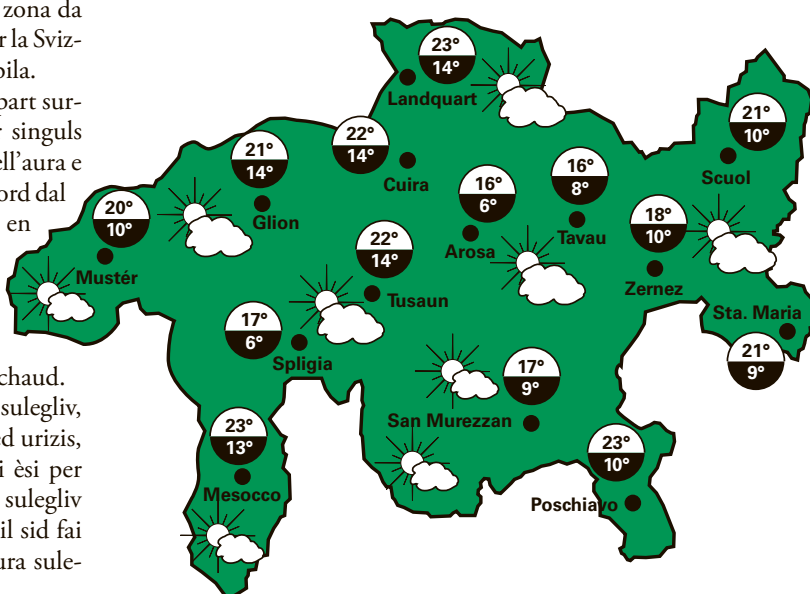 zona da
r la Sviz-
bila.
part sur-
r singuls
ell'aura e
ord dal
en
chaud.
sulegliv,
ed urizis,
i èsi per
sulegliv
il sid fai
ura sule-
23°
14°
Landquart
22°
14°
Cuira
21°
14°
Glion
20°
10°
Mustér
16°
6°
Arosa
16°
8°
Tavau
21°
10°
Scuol
18°
10°
Zernez
22°
14°
Tusaun
17°
6°
Spligia
Sta. Maria
21°
9°
17°
9°
San Murezzan
23°
13°
Mesocco
23°
10°
Poschiavo